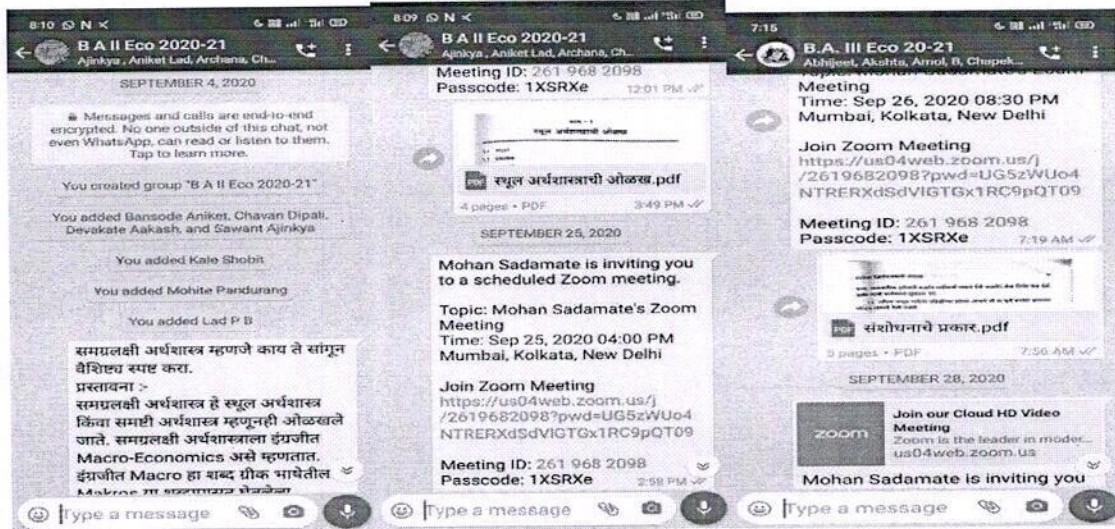 8:10
B A II Eco 2020-21
Ajinkya, Aniket Lad, Archana, Ch...
SEPTEMBER 4, 2020
Messages and calls are end-to-end
encrypted. No one outside of this chat, not
even WhatsApp, can read or listen to them.
Tap to learn more.
You created group "B A II Eco 2020-21"
You added Bansode Aniket, Chavan Dipali,
Devakate Aakash, and Sawant Ajinkya
You added Kale Shobit
You added Mohite Pandurang
You added Lad P B
समग्रलक्षी अर्थशास्त्र म्हणजे काय ते सांगून
वैशिष्ट्य स्पष्ट करा.
प्रस्तावना :-
समग्रलक्षी अर्थशास्त्र हे स्थूल अर्थशास्त्र
किंवा समष्टी अर्थशास्त्र म्हणूनही ओळखले
जाते. समग्रलक्षी अर्थशास्त्राला इंग्रजीत
Macro-Economics असे म्हणतात.
इंग्रजील Macro हा शब्द ग्रीक भाषेतील
Makros या
Type a message
8:09
B A II Eco 2020-21
Ajinkya, Aniket Lad, Archana, Ch...
Meeting ID: 261 968 2098
Passcode: 1XSRXe 12:01 PM
स्थूल अर्थशास्त्राची ओळख
PDF स्थूल अर्थशास्त्राची ओळख.pdf
4 pages • PDF 3:49 PM
SEPTEMBER 25, 2020
Mohan Sadamate is inviting you
to a scheduled Zoom meeting.
Topic: Mohan Sadamate's Zoom
Meeting
Time: Sep 25, 2020 04:00 PM
Mumbai, Kolkata, New Delhi
Join Zoom Meeting
https://us04web.zoom.us/j
/2619682098?pwd=UG5zWUo4
NTRERXdSdVlGTGx1RC9pQT09
Meeting ID: 261 968 2098
Passcode: 1XSRXe 2:58 PM
Type a message
7:15
B.A. III Eco 20-21
Abhijeet, Akshta, Amol, B, Chapek...
Topic: Mohan Sadamate's Zoom
Meeting
Time: Sep 26, 2020 08:30 PM
Mumbai, Kolkata, New Delhi
Join Zoom Meeting
https://us04web.zoom.us/j
/2619682098?pwd=UG5zWUo4
NTRERXdSdVlGTGx1RC9pQT09
Meeting ID: 261 968 2098
Passcode: 1XSRXe 7:19 AM
PDF संशोधनाचे प्रकार.pdf
9 pages • PDF 7:50 AM
SEPTEMBER 28, 2020
zoom
Join our Cloud HD Video
Meeting
Zoom is the leader in moder...
us04web.zoom.us
Mohan Sadamate is inviting you
Type a message